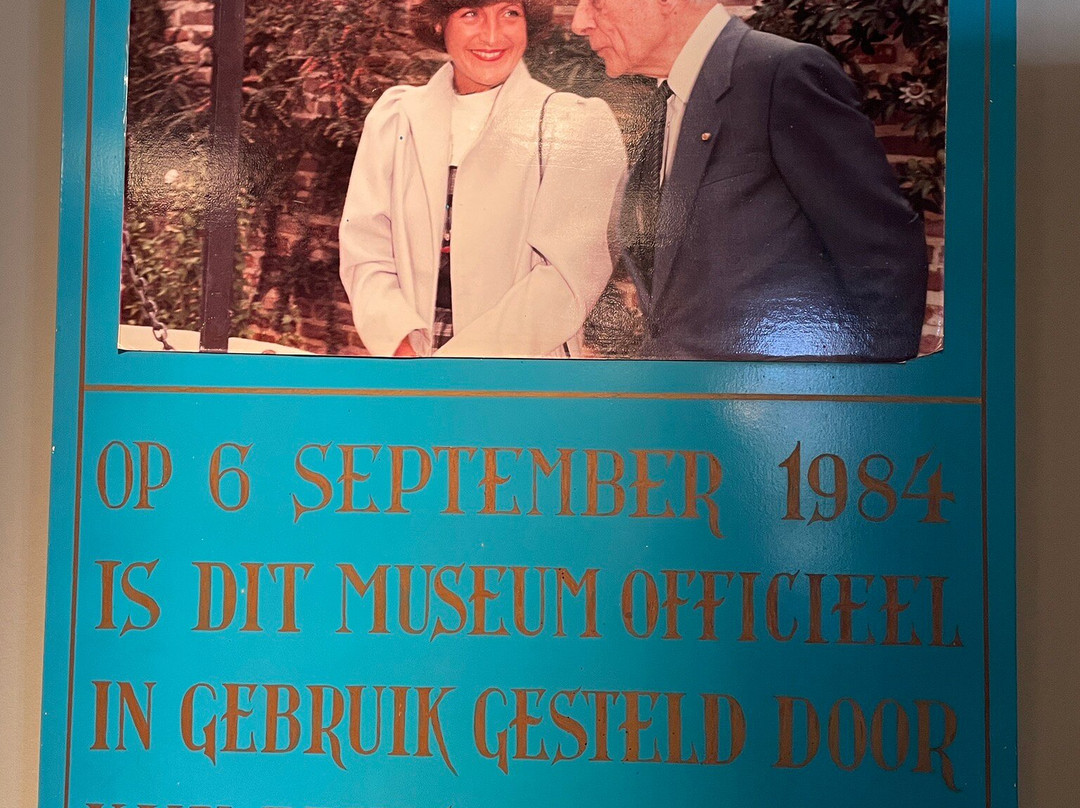 OP 6 SEPTEMBER 1984
IS DIT MUSEUM OFFICIEEL
IN GEBRUIK GESTELD DOOR